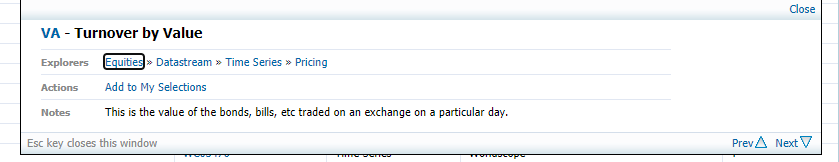 Close
VA - Turnover by Value
Explorers Equities » Datastream » Time Series » Pricing
Actions Add to My Selections
Notes This is the value of the bonds, bills, etc traded on an exchange on a particular day.
Esc key closes this window Prev Next